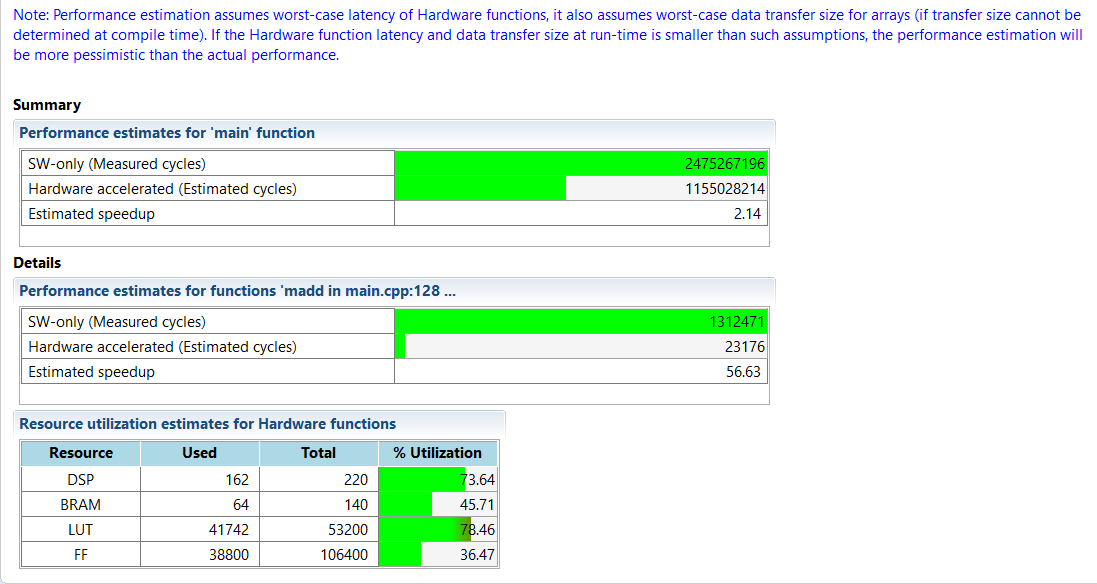 Note: Performance estimation assumes worst-case latency of Hardware functions, it also assumes worst-case data transfer size for arrays (if transfer size cannot be
determined at compile time). If the Hardware function latency and data transfer size at run-time is smaller than such assumptions, the performance estimation will
be more pessimistic than the actual performance.
Summary
Performance estimates for 'main' function
SW-only (Measured cycles) 2475267196
Hardware accelerated (Estimated cycles) 1155028214
Estimated speedup 2.14
Details
Performance estimates for functions 'madd in main.cpp:128 ...
SW-only (Measured cycles) 1312471
Hardware accelerated (Estimated cycles) 23176
Estimated speedup 56.63
Resource utilization estimates for Hardware functions
Resource Used Total % Utilization
DSP 162 220 73.64
BRAM 64 140 45.71
LUT 41742 53200 78.46
FF 38800 106400 36.47